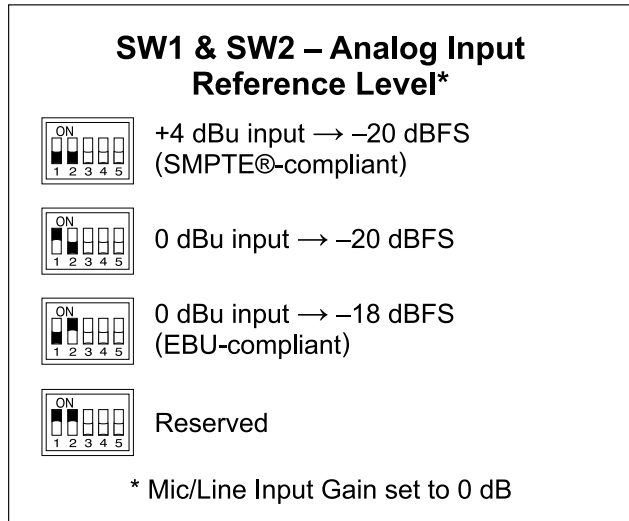 SW1 & SW2 – Analog Input
Reference Level*
ON
1 2 3 4 5
+4 dBu input → –20 dBFS
(SMPTE®-compliant)
ON
1 2 3 4 5
0 dBu input → –20 dBFS
ON
1 2 3 4 5
0 dBu input → –18 dBFS
(EBU-compliant)
ON
1 2 3 4 5
Reserved
* Mic/Line Input Gain set to 0 dB